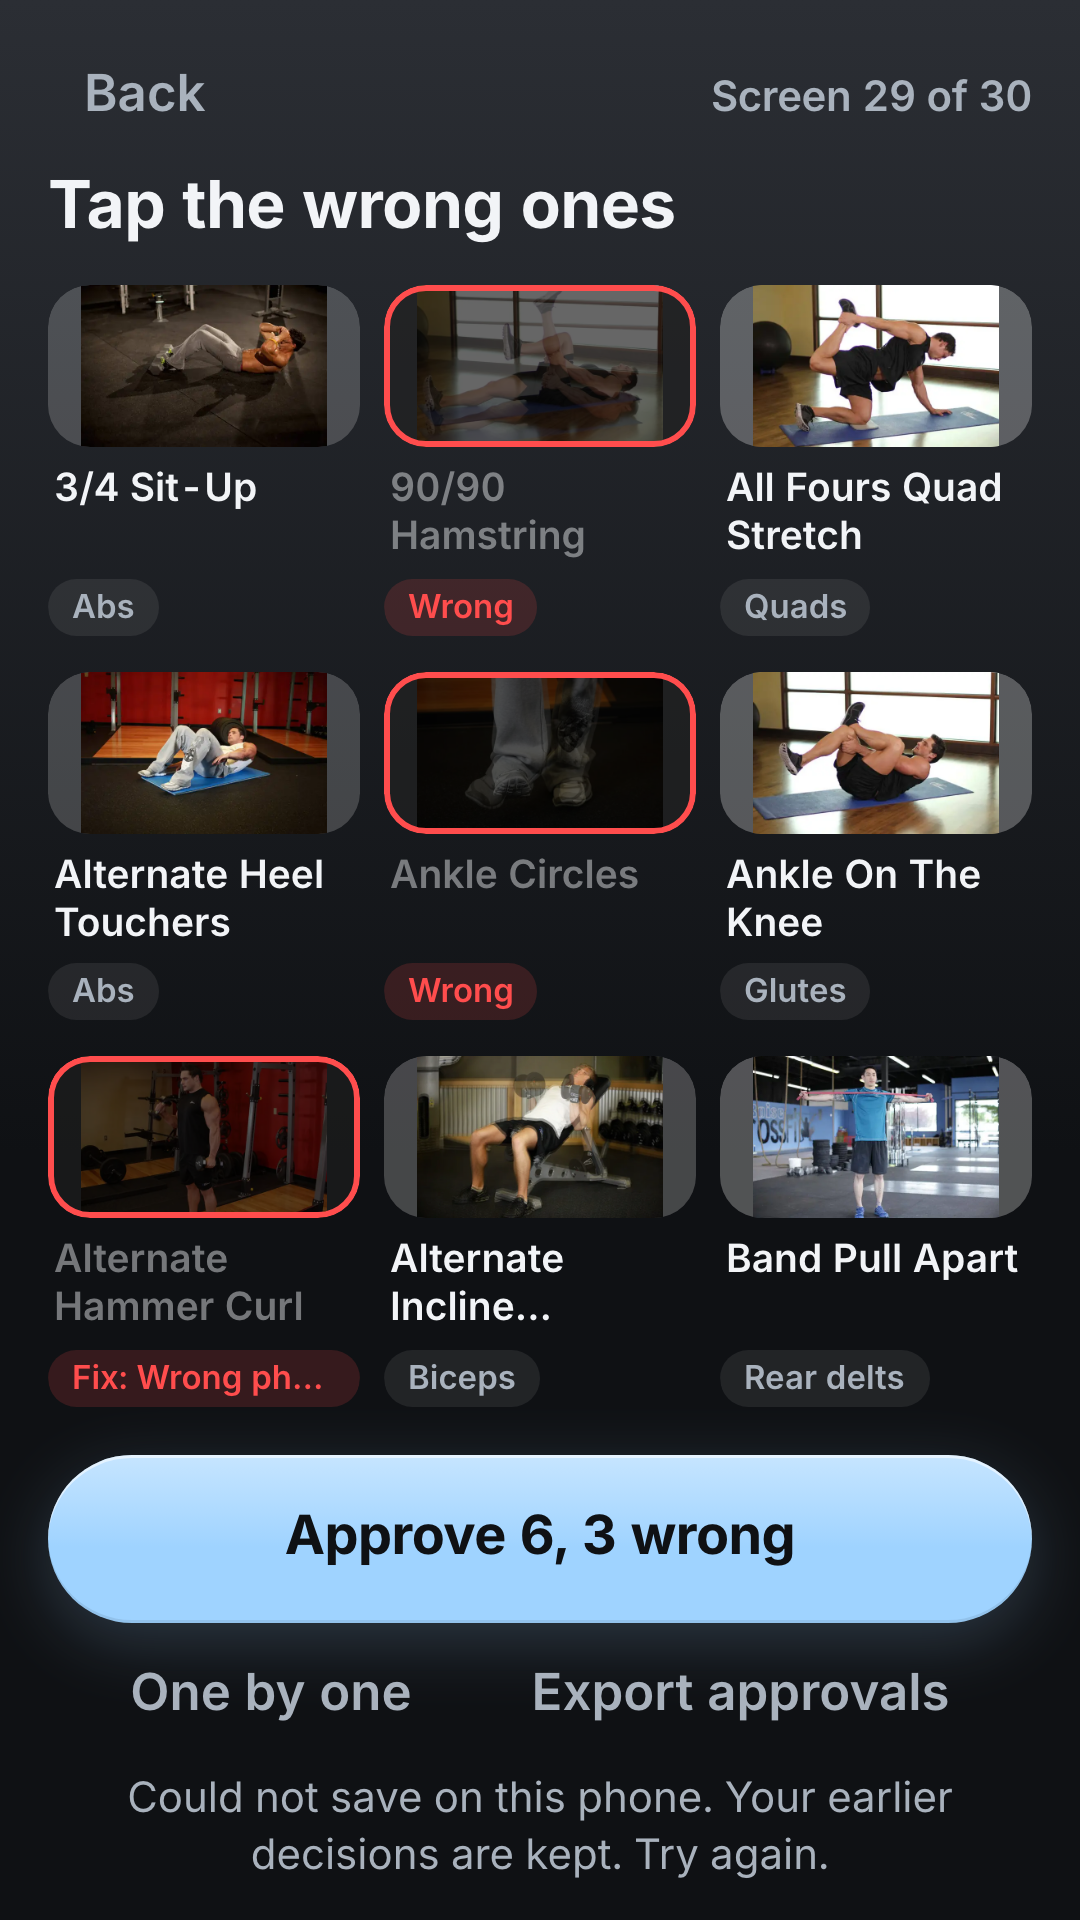 Back
Screen 29 of 30
Tap the wrong ones
3/4 Sit-Up
90/90
Hamstring
All Fours Quad
Stretch
Abs
Wrong
Quads
Alternate Heel
Touchers
Ankle Circles
Ankle On The
Knee
Abs
Wrong
Glutes
Alternate
Hammer Curl
Alternate
Incline...
Band Pull Apart
Fix: Wrong ph...
Biceps
Rear delts
Approve 6, 3 wrong
One by one
Export approvals
Could not save on this phone. Your earlier
decisions are kept. Try again.